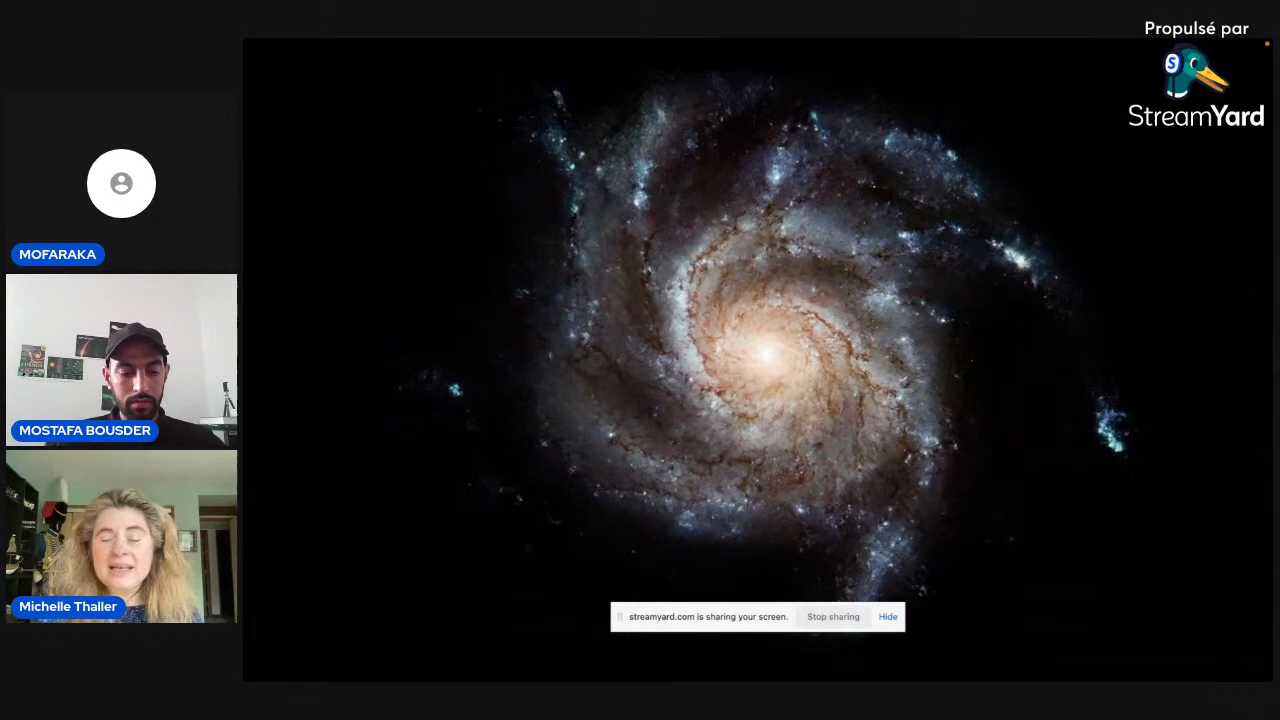 Propulsé par
S
StreamYard
MOFARAKA
MOSTAFA BOUSDER
Michelle Thaller
streamyard.com is sharing your screen. Stop sharing Hide